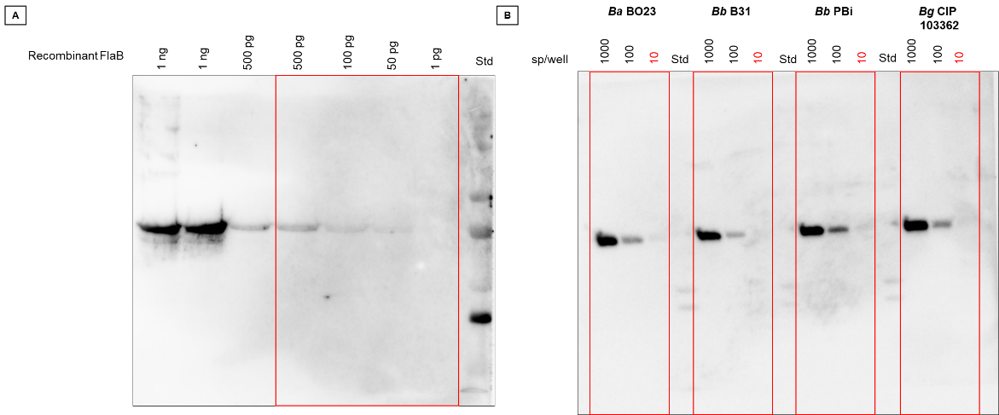 A
Recombinant FlaB
1 ng
1 ng
500 pg
500 pg
100 pg
50 pg
1 pg
Std
B
Ba BO23
Bb B31
Bb PBi
Bg CIP
103362
sp/well
1000
100
10
Std
1000
100
10
Std
1000
100
10
Std
1000
100
10